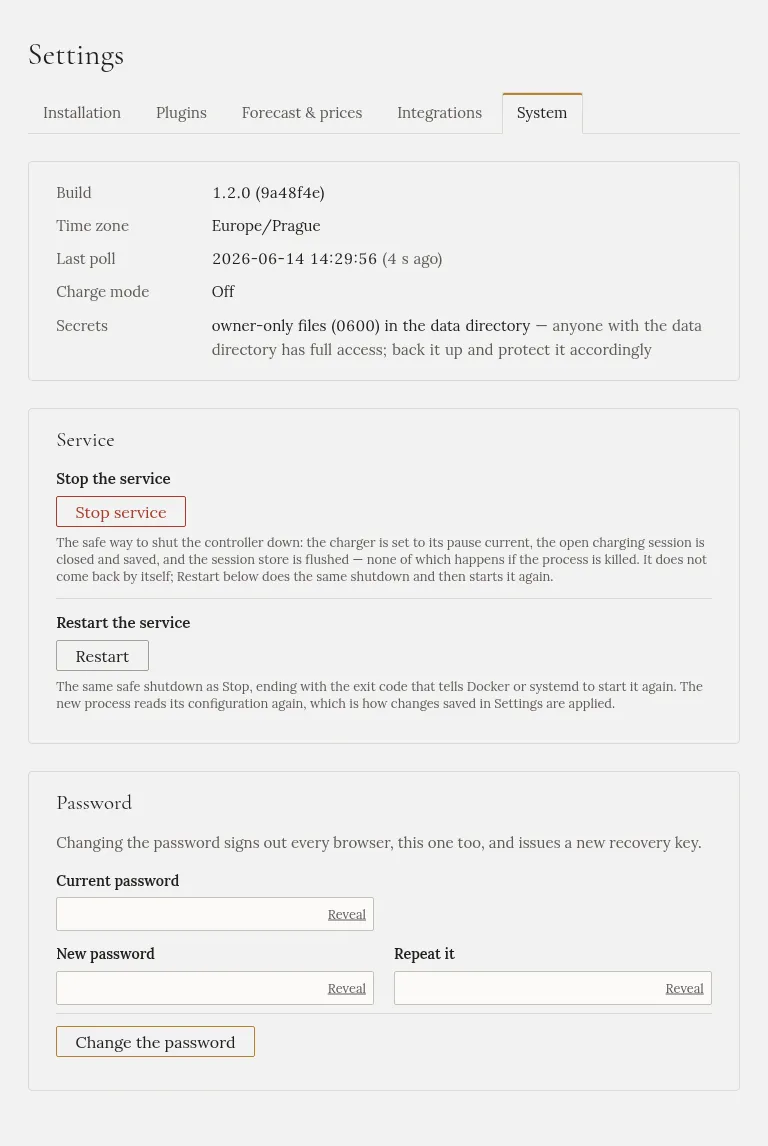 Settings
Installation Plugins Forecast & prices Integrations System
Build 1.2.0 (9a48f4e)
Time zone Europe/Prague
Last poll 2026-06-14 14:29:56 (4 s ago)
Charge mode Off
Secrets owner-only files (0600) in the data directory — anyone with the data
directory has full access; back it up and protect it accordingly
Service
Stop the service
Stop service
The safe way to shut the controller down: the charger is set to its pause current, the open charging session is
closed and saved, and the session store is flushed — none of which happens if the process is killed. It does not
come back by itself; Restart below does the same shutdown and then starts it again.
Restart the service
Restart
The same safe shutdown as Stop, ending with the exit code that tells Docker or systemd to start it again. The
new process reads its configuration again, which is how changes saved in Settings are applied.
Password
Changing the password signs out every browser, this one too, and issues a new recovery key.
Current password
Reveal
New password Repeat it
Reveal Reveal
Change the password